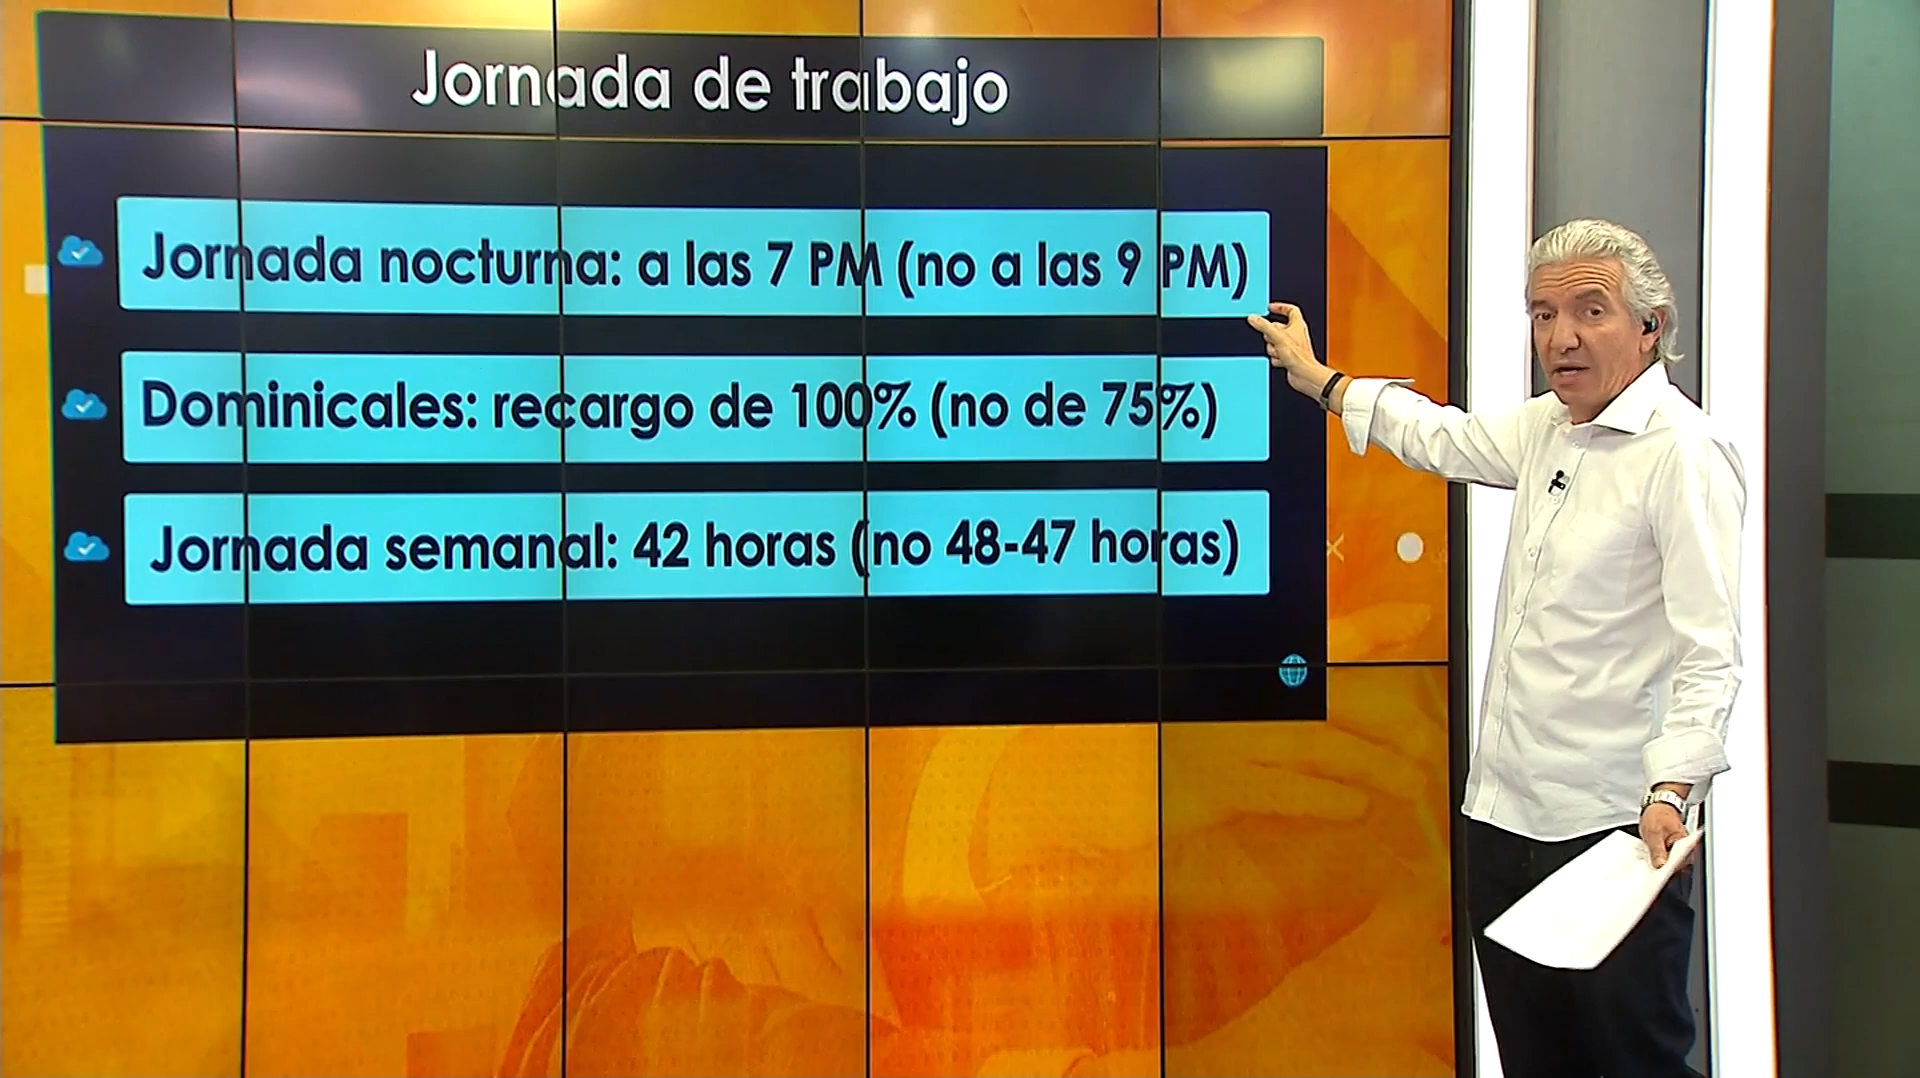 Jornada de trabajo
Jornada nocturna: a las 7 PM (no a las 9 PM)
Dominicales: recargo de 100% (no de 75%)
Jornada semanal: 42 horas (no 48-47 horas)